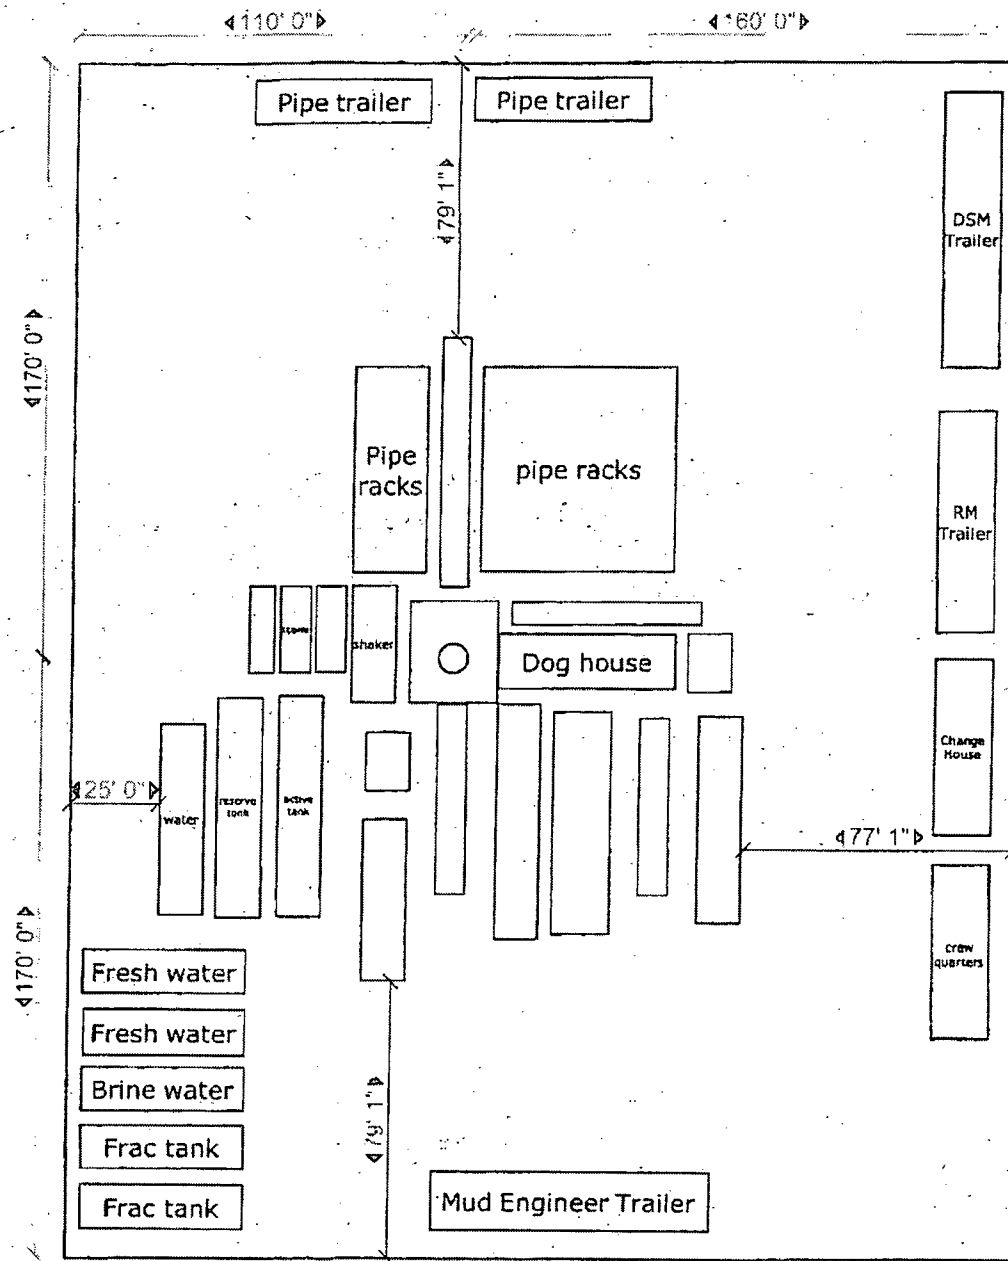 110' 0"
160' 0"
Pipe trailer
Pipe trailer
79' 1"
DSM
Trailer
170' 0"
Pipe
racks
pipe racks
RM
Trailer
shaker
Dog house
Change
House
25' 0"
water
reserve
tank
active
tank
77' 1"
crew
quarters
170' 0"
Fresh water
Fresh water
Brine water
Frac tank
Frac tank
79' 1"
Mud Engineer Trailer